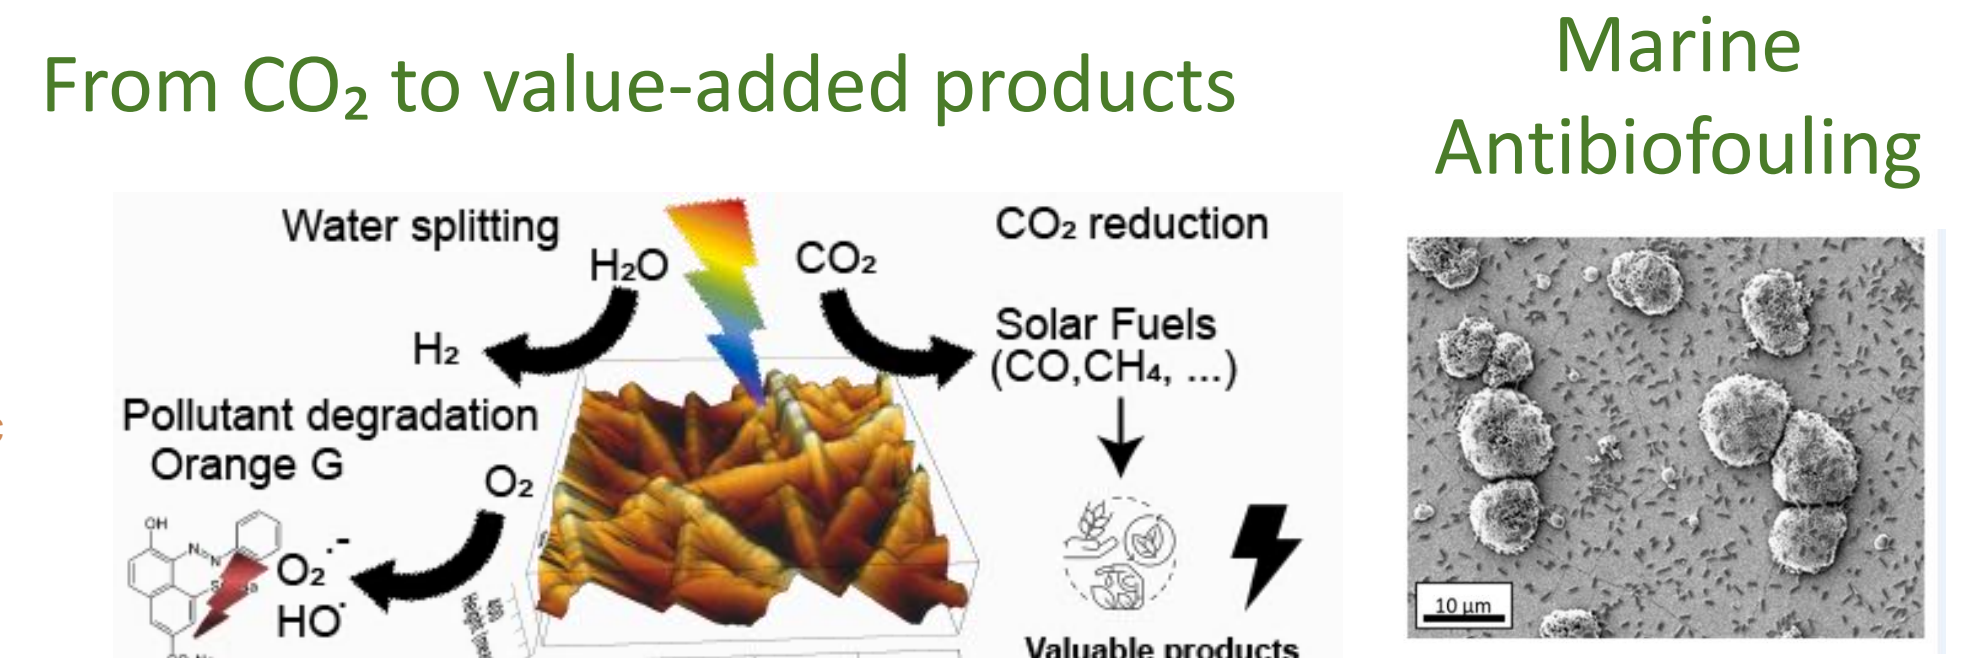 From CO₂ to value-added products
Marine
Antibiofouling
Water splitting
H₂O
CO₂
CO₂ reduction
H₂
Solar Fuels
(CO,CH₄, ...)
Pollutant degradation
Orange G
O₂
OH
N
N
O₂·-
HO·
10 µm
Valuable products